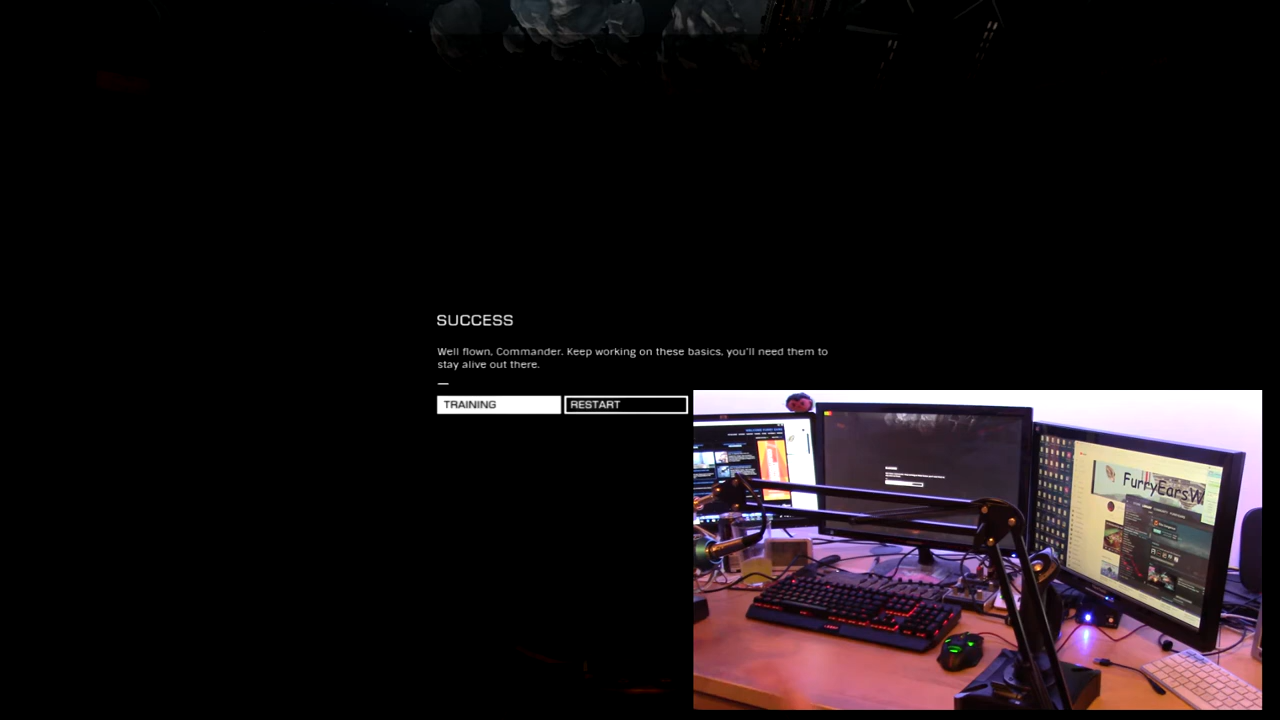 SUCCESS
Well flown, Commander. Keep working on these basics, you'll need them to
stay alive out there.
TRAINING
RESTART
FurryEarsW